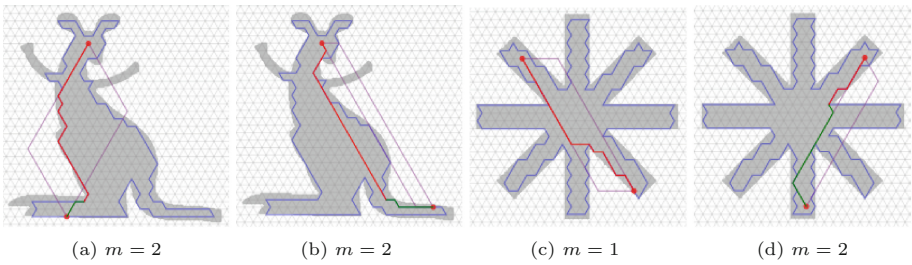 (a) m = 2
(b) m = 2
(c) m = 1
(d) m = 2